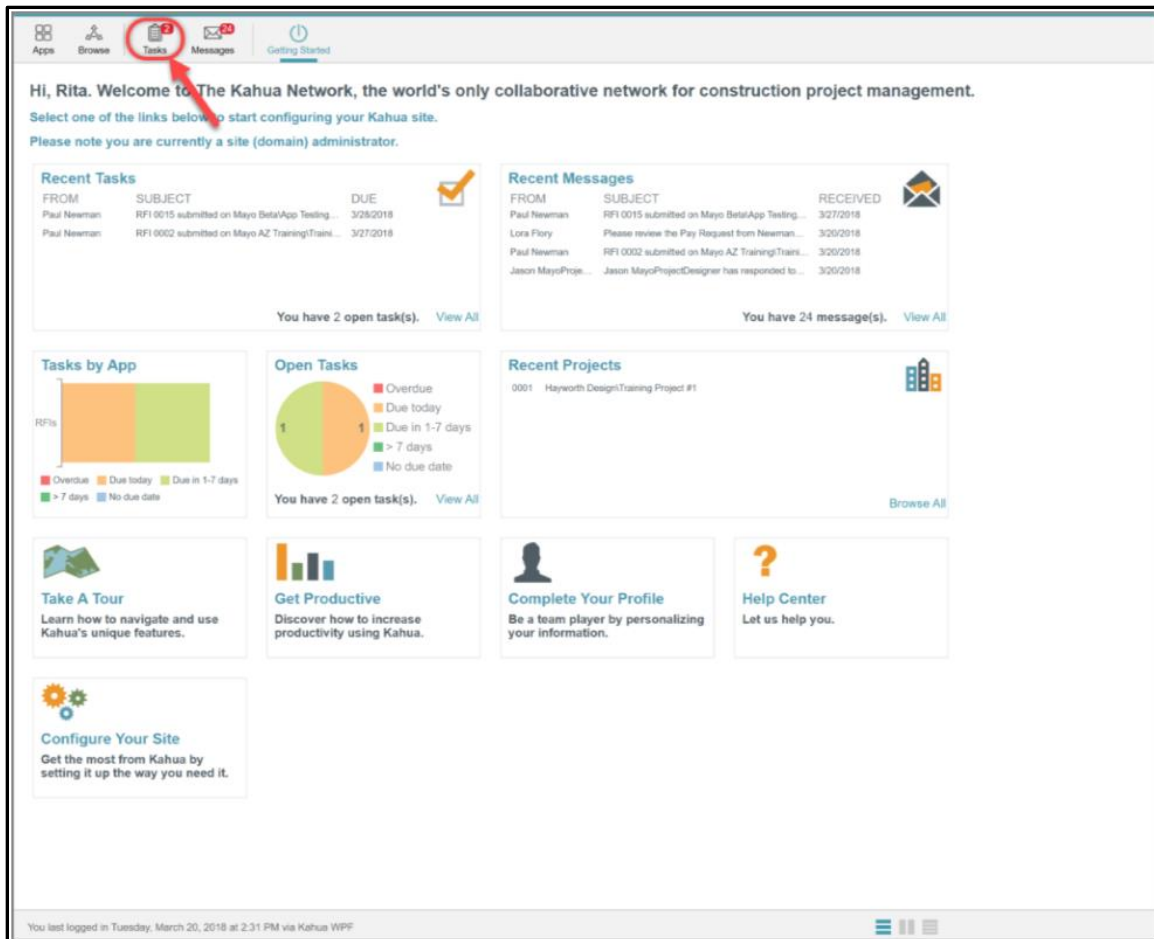 2 24
Apps Browse Tasks Messages Getting Started
Hi, Rita. Welcome to The Kahua Network, the world's only collaborative network for construction project management.
Select one of the links below to start configuring your Kahua site.
Please note you are currently a site (domain) administrator.
Recent Tasks
FROM SUBJECT DUE
Paul Newman RFI 0015 submitted on Mayo Beta\App Testing... 3/28/2018
Paul Newman RFI 0002 submitted on Mayo AZ Training\Traini... 3/27/2018
You have 2 open task(s). View All
Recent Messages
FROM SUBJECT RECEIVED
Paul Newman RFI 0015 submitted on Mayo Beta\App Testing... 3/27/2018
Lora Flory Please review the Pay Request from Newman... 3/20/2018
Paul Newman RFI 0002 submitted on Mayo AZ Training\Traini... 3/20/2018
Jason MayoProje... Jason MayoProjectDesigner has responded to... 3/20/2018
You have 24 message(s). View All
Tasks by App
RFIs
Overdue Due today Due in 1-7 days
> 7 days No due date
Open Tasks
1 1
Overdue
Due today
Due in 1-7 days
> 7 days
No due date
You have 2 open task(s). View All
Recent Projects
0001 Hayworth Design\Training Project #1
Browse All
Take A Tour
Learn how to navigate and use
Kahua's unique features.
Get Productive
Discover how to increase
productivity using Kahua.
Complete Your Profile
Be a team player by personalizing
your information.
?
Help Center
Let us help you.
Configure Your Site
Get the most from Kahua by
setting it up the way you need it.
You last logged in Tuesday, March 20, 2018 at 2:31 PM via Kahua WPF